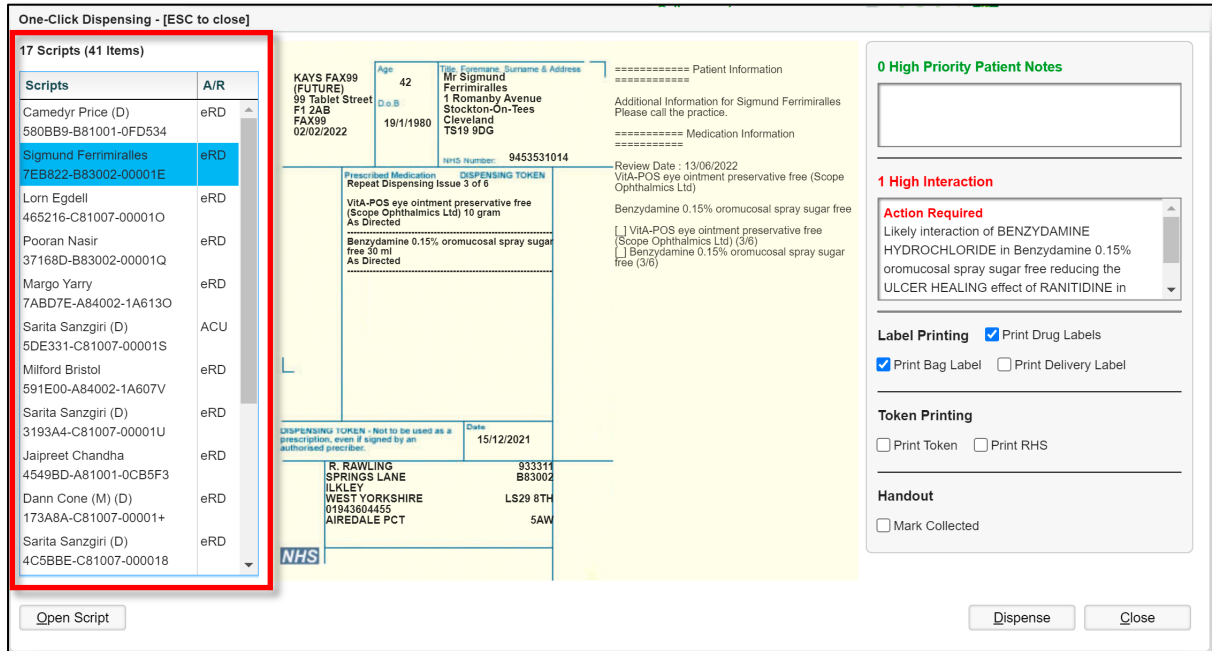 One-Click Dispensing - [ESC to close]
17 Scripts (41 Items)
Scripts A/R
Camedyr Price (D) eRD
580BB9-B81001-0FD534
Sigmund Ferrimiralles eRD
7EB822-B83002-00001E
Lorn Egdell eRD
465216-C81007-00001O
Pooran Nasir eRD
37168D-B83002-00001Q
Margo Yarry eRD
7ABD7E-A84002-1A613O
Sarita Sanzgiri (D) ACU
5DE331-C81007-00001S
Milford Bristol eRD
591E00-A84002-1A607V
Sarita Sanzgiri (D) eRD
3193A4-C81007-00001U
Jaipreet Chandha eRD
4549BD-A81001-0CB5F3
Dann Cone (M) (D) eRD
173A8A-C81007-00001+
Sarita Sanzgiri (D) eRD
4C5BBE-C81007-000018
KAYS FAX99
(FUTURE)
99 Tablet Street
F1 2AB
FAX99
02/02/2022
Age
42
D.o.B
19/1/1980
Title, Forename, Surname & Address
Mr Sigmund
Ferrimiralles
1 Romanby Avenue
Stockton-On-Tees
Cleveland
TS19 9DG
NHS Number: 9453531014
Prescribed Medication DISPENSING TOKEN
Repeat Dispensing Issue 3 of 6
VitA-POS eye ointment preservative free
(Scope Ophthalmics Ltd) 10 gram
As Directed
Benzydamine 0.15% oromucosal spray sugar
free 30 ml
As Directed
DISPENSING TOKEN - Not to be used as a
prescription, even if signed by an
authorised precriber.
Date
15/12/2021
R. RAWLING 933311
SPRINGS LANE B83002
ILKLEY
WEST YORKSHIRE LS29 8TH
01943604455
AIREDALE PCT 5AW
NHS
============ Patient Information
============
Additional Information for Sigmund Ferrimiralles
Please call the practice.
=========== Medication Information
===========
Review Date : 13/06/2022
VitA-POS eye ointment preservative free (Scope
Ophthalmics Ltd)
Benzydamine 0.15% oromucosal spray sugar free
[_] VitA-POS eye ointment preservative free
(Scope Ophthalmics Ltd) (3/6)
[_] Benzydamine 0.15% oromucosal spray sugar
free (3/6)
0 High Priority Patient Notes
1 High Interaction
Action Required
Likely interaction of BENZYDAMINE
HYDROCHLORIDE in Benzydamine 0.15%
oromucosal spray sugar free reducing the
ULCER HEALING effect of RANITIDINE in
Label Printing Print Drug Labels
Print Bag Label Print Delivery Label
Token Printing
Print Token Print RHS
Handout
Mark Collected
Open Script Dispense Close